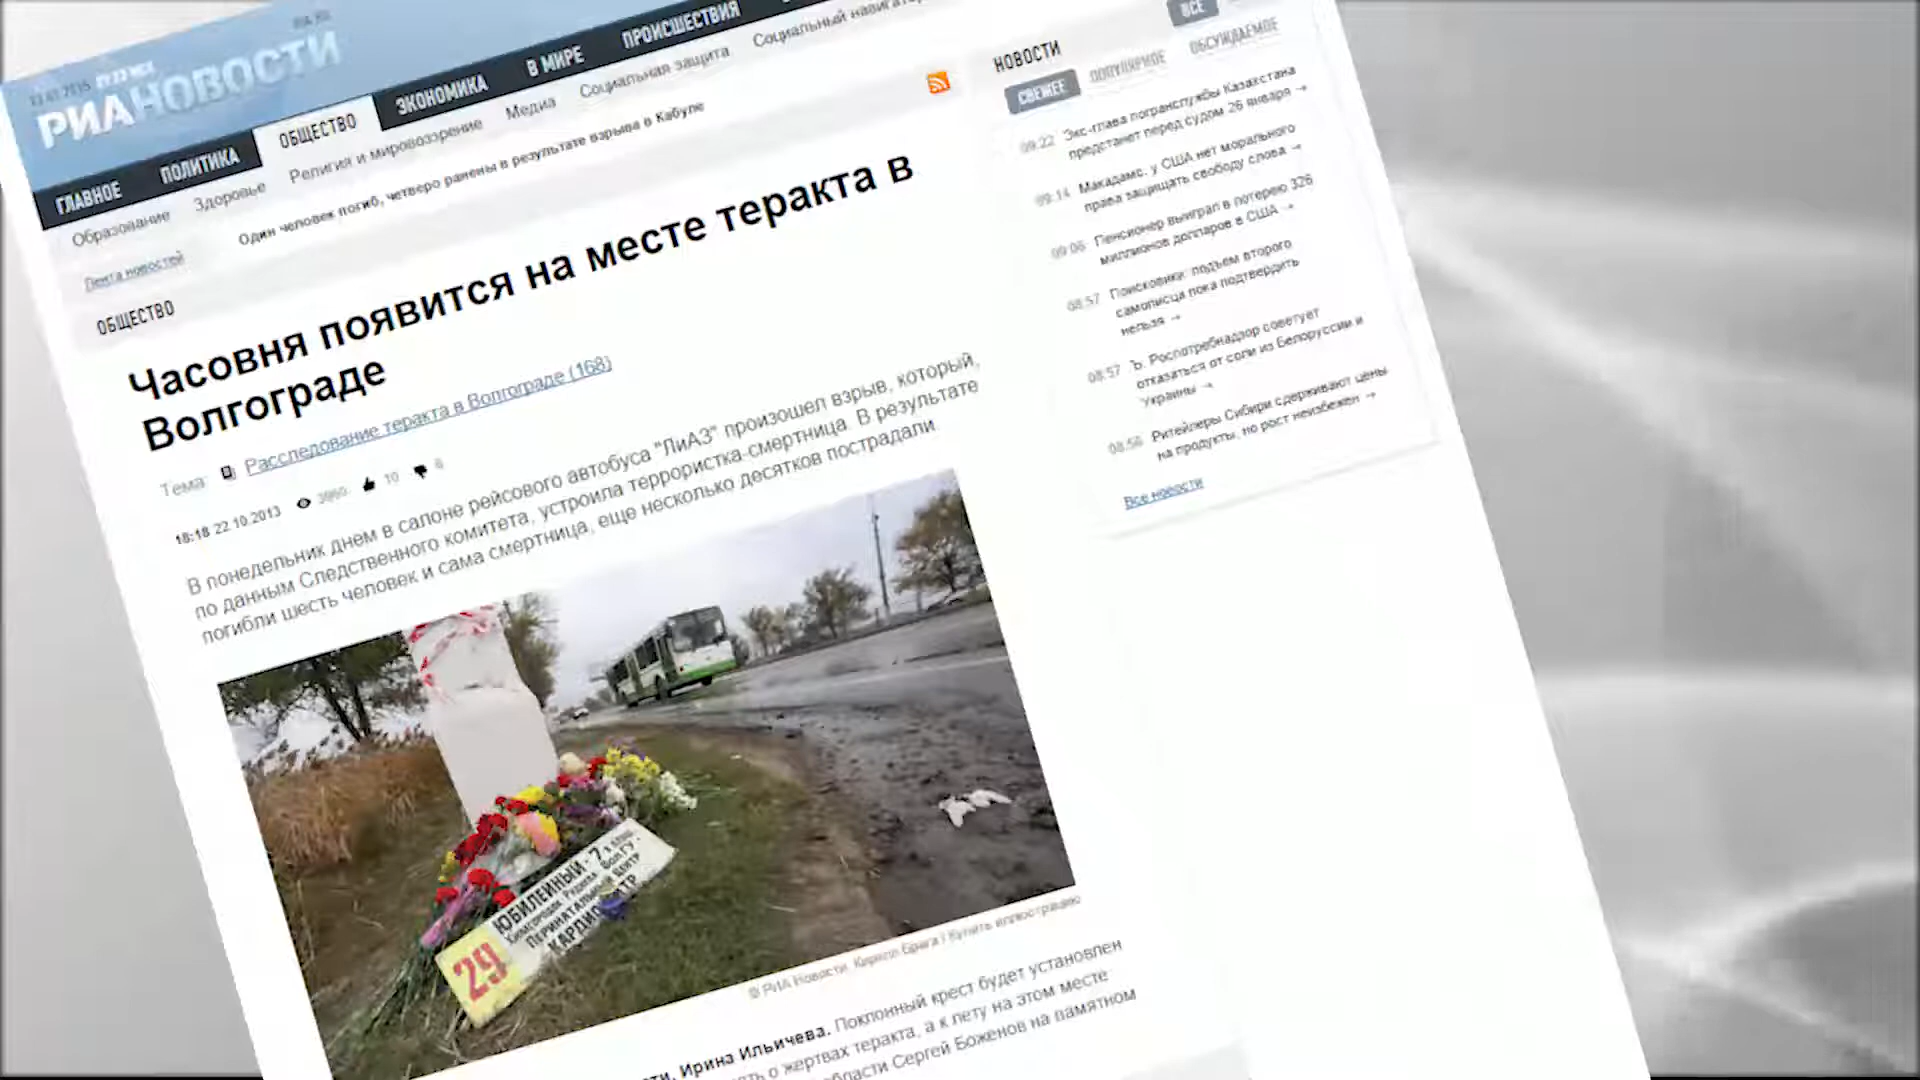 РИАНОВОСТИ
ГЛАВНОЕ ПОЛИТИКА ОБЩЕСТВО ЭКОНОМИКА В МИРЕ ПРОИСШЕСТВИЯ
Образование Здоровье Религия и мировоззрение Медиа Социальная защита Социальный навигатор
Лента новостей
Один человек погиб, четверо ранены в результате взрыва в Кабуле
ОБЩЕСТВО
Часовня появится на месте теракта в
Волгограде
Тема: Расследование теракта в Волгограде (168)
18:18 22.10.2013 10
В понедельник днем в салоне рейсового автобуса "ЛиАЗ" произошел взрыв, который,
по данным Следственного комитета, устроила террористка-смертница. В результате
погибли шесть человек и сама смертница, еще несколько десятков пострадали.
29
ЮБИЛЕЙНЫЙ - 7
ВолГУ -
ПЕРИНАТАЛЬНЫЙ ЦЕНТР
© РИА Новости. Кирилл Брага | Купить иллюстрацию
Ирина Ильичева. Поклонный крест будет установлен
о жертвах теракта, а к лету на этом месте
Сергей Боженов на памятном
НОВОСТИ
ВСЕ
СВЕЖЕЕ ПОПУЛЯРНОЕ ОБСУЖДАЕМОЕ
09:22 Экс-глава погранслужбы Казахстана
предстанет перед судом 26 января →
09:14 Макадамс: у США нет морального
права защищать свободу слова →
09:06 Пенсионер выиграл в лотерею 326
миллионов долларов в США →
08:57 Поисковики: подъем второго
самописца пока подтвердить
нельзя →
08:57 Ъ: Роспотребнадзор советует
отказаться от соли из Белоруссии и
Украины →
08:56 Ритейлеры Сибири сдерживают цены
на продукты, но рост неизбежен →
Все новости